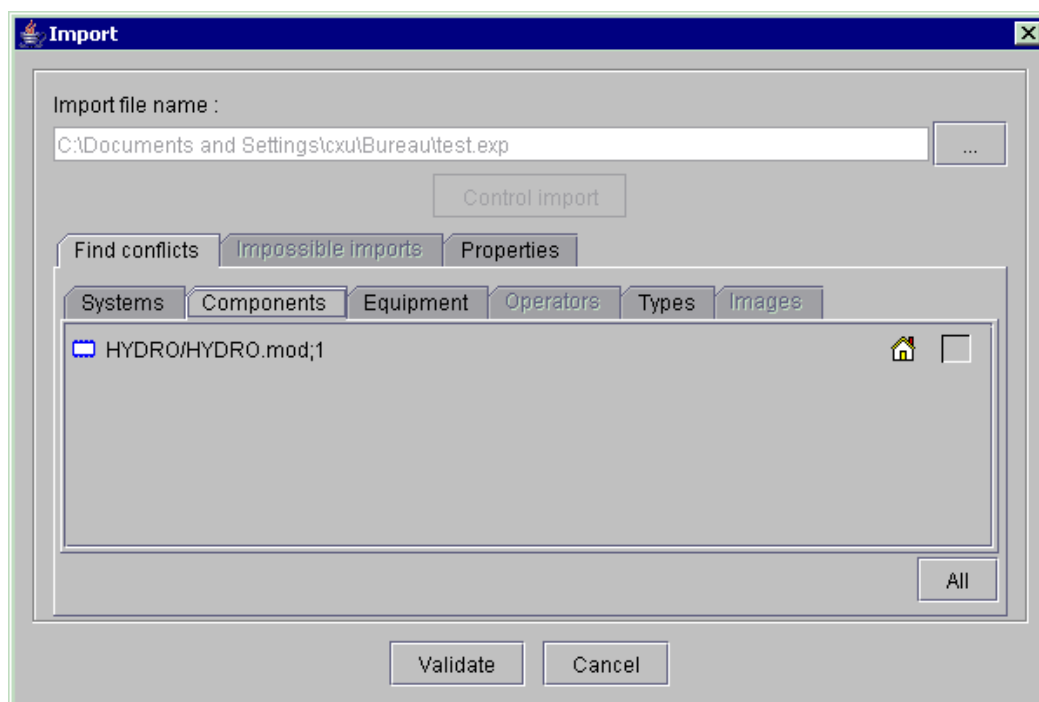 Import
Import file name :
C:\Documents and Settings\cxu\Bureau\test.exp
...
Control import
Find conflicts Impossible imports Properties
Systems Components Equipment Operators Types Images
HYDRO/HYDRO.mod;1
All
Validate Cancel